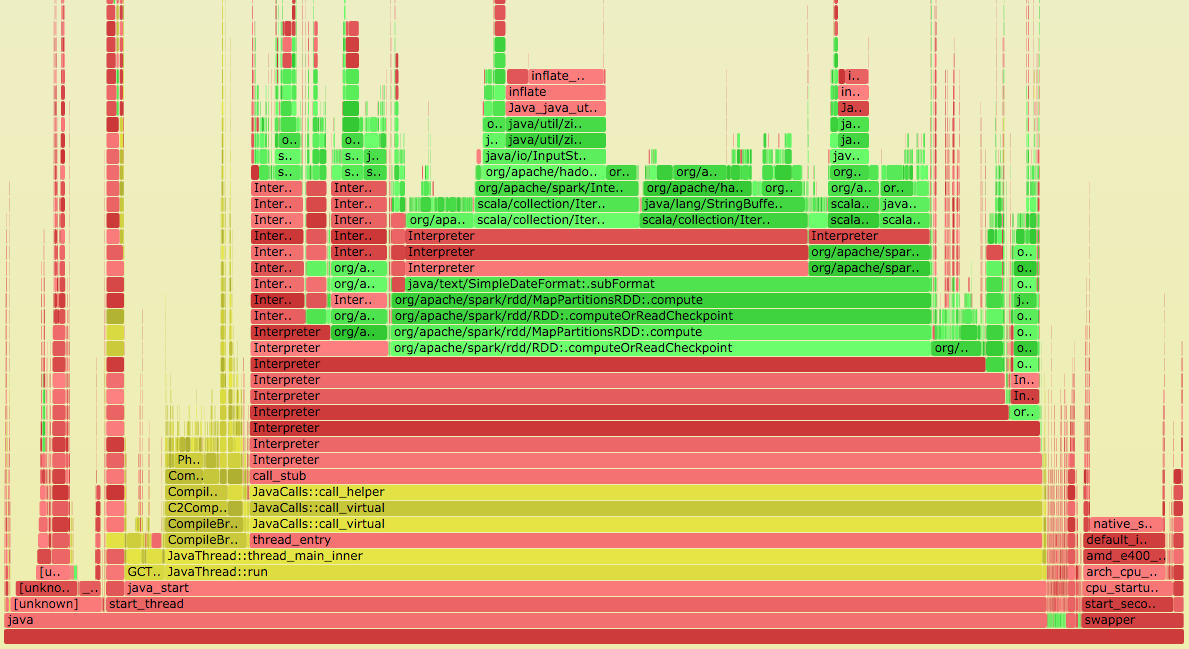 inflate_.. i..
inflate in..
Java_java_ut.. Ja..
o.. java/util/zi.. ja..
o.. o.. j.. java/util/zi.. ja..
s.. s.. j.. java/io/InputSt.. jav..
s.. s.. s.. org/apache/hado.. or.. org/a.. org..
Inter.. Inter.. org/apache/spark/Inte.. org/apache/ha.. org.. org/a.. or..
Inter.. Inter.. scala/collection/Iter.. java/lang/StringBuffe.. scala.. java..
Inter.. Inter.. org/apa.. scala/collection/Iter.. scala/collection/Iter.. scala.. scala..
Inter.. Inter.. Interpreter Interpreter
Inter.. Inter.. Interpreter org/apache/spar.. o..
Inter.. org/a.. Interpreter org/apache/spar.. o..
Inter.. org/a.. java/text/SimpleDateFormat:.subFormat o..
Inter.. Inter.. org/apache/spark/rdd/MapPartitionsRDD:.compute j..
Inter.. org/a.. org/apache/spark/rdd/RDD:.computeOrReadCheckpoint o..
Interpreter org/a.. org/apache/spark/rdd/MapPartitionsRDD:.compute o..
Interpreter org/apache/spark/rdd/RDD:.computeOrReadCheckpoint org/.. o..
Interpreter o..
Interpreter In..
Interpreter In..
Interpreter or..
Interpreter
Interpreter
Ph.. Interpreter
Com.. call_stub
Compil.. JavaCalls::call_helper
C2Comp.. JavaCalls::call_virtual
CompileBr.. JavaCalls::call_virtual native_s..
CompileBr.. thread_entry default_i..
JavaThread::thread_main_inner amd_e400_..
[u.. GCT.. JavaThread::run arch_cpu_..
[unkno.. _.. java_start cpu_startu..
[unknown] start_thread start_seco..
java swapper